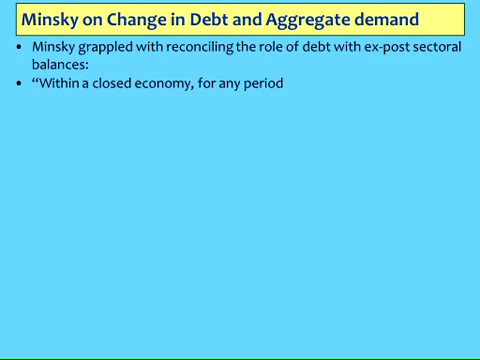 Minsky on Change in Debt and Aggregate demand
• Minsky grappled with reconciling the role of debt with ex-post sectoral
balances:
• “Within a closed economy, for any period